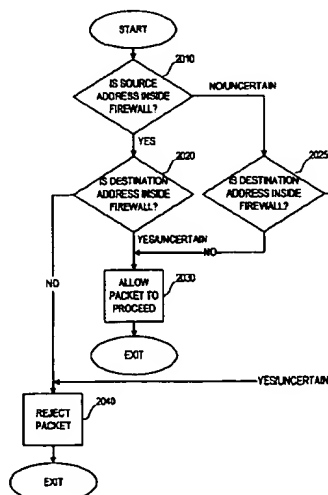 START
2010
IS SOURCE
ADDRESS INSIDE
FIREWALL?
NO/UNCERTAIN
YES
2020
2025
IS DESTINATION
ADDRESS INSIDE
FIREWALL?
IS DESTINATION
ADDRESS INSIDE
FIREWALL?
YES/UNCERTAIN
NO
NO
2030
ALLOW
PACKET TO
PROCEED
EXIT
YES/UNCERTAIN
2040
REJECT
PACKET
EXIT